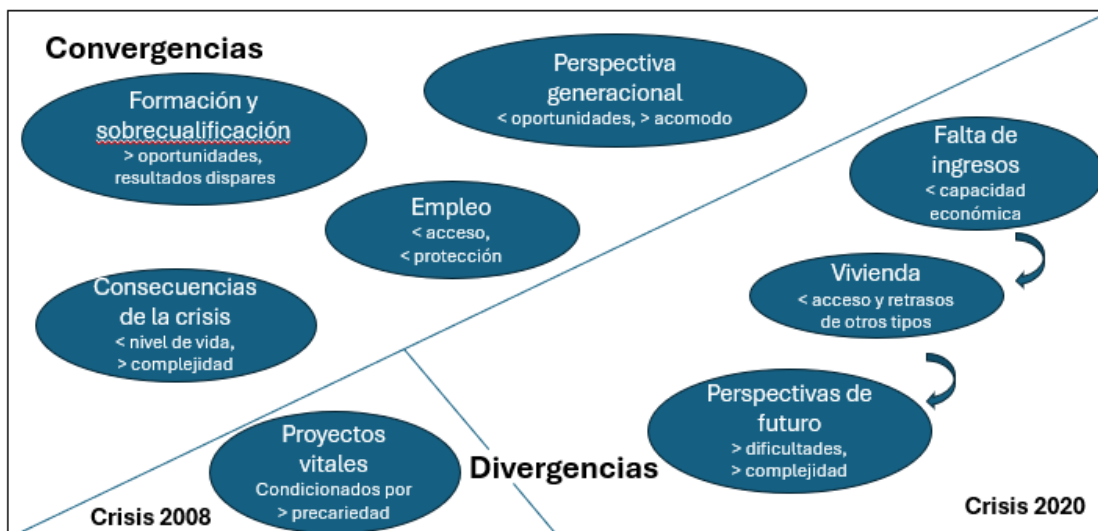 Convergencias
Formación y
sobrecualificación
> oportunidades,
resultados dispares
Perspectiva
generacional
< oportunidades, > acomodo
Empleo
< acceso,
< protección
Consecuencias
de la crisis
< nivel de vida,
> complejidad
Falta de
ingresos
< capacidad
económica
Vivienda
< acceso y retrasos
de otros tipos
Perspectivas de
futuro
> dificultades,
> complejidad
Proyectos
vitales
Condicionados por
> precariedad
Divergencias
Crisis 2008
Crisis 2020